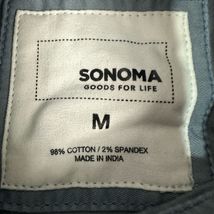 SONOMA
GOODS FOR LIFE
M
98% COTTON / 2% SPANDEX
MADE IN INDIA